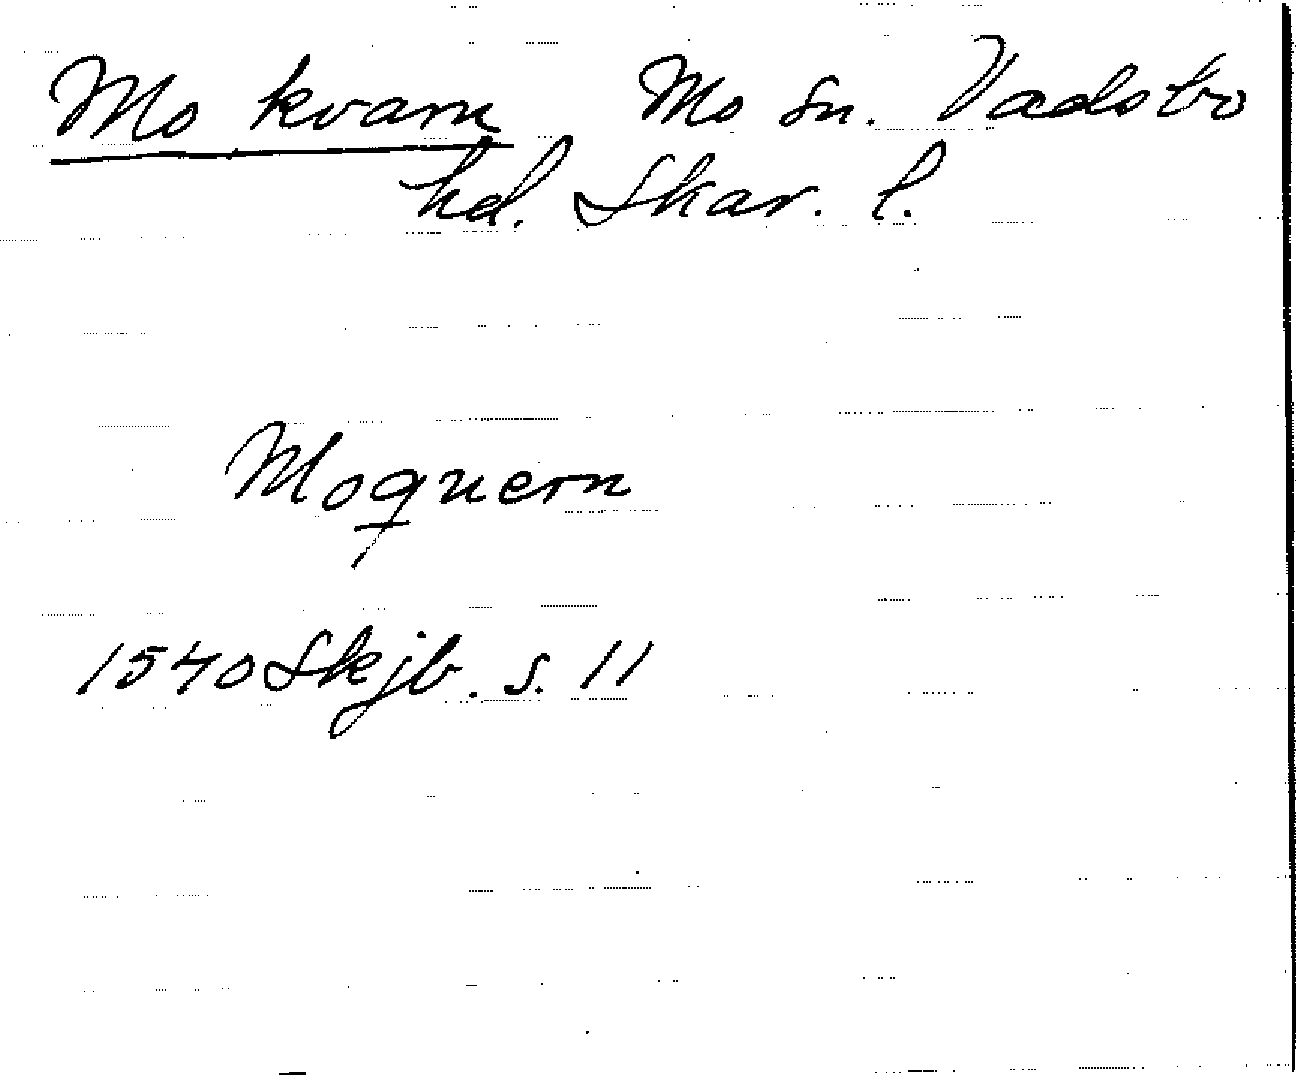 Mo kvarn Mo sn. Vadsbo
hd. Skar. l.
Moquern
1540 Skjb. s. 11